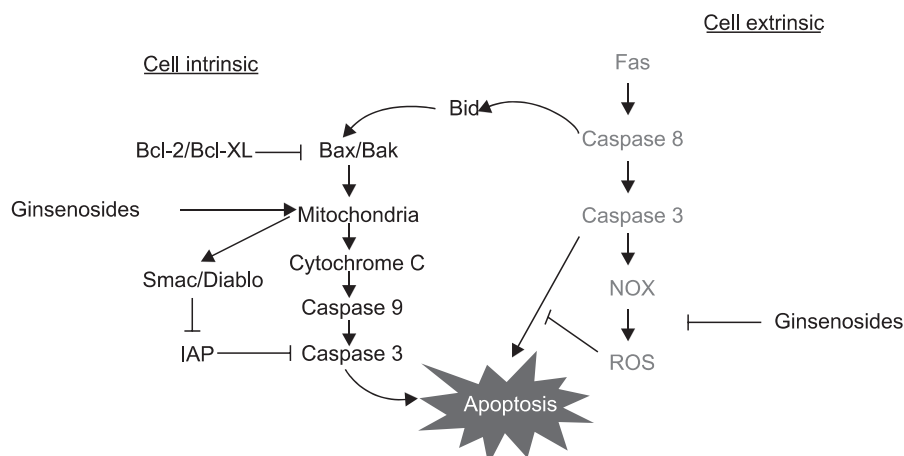 Cell extrinsic
Cell intrinsic
Fas
Bid
Caspase 8
Bcl-2/Bcl-XL
Bax/Bak
Ginsenosides
Mitochondria
Caspase 3
Cytochrome C
Smac/Diablo
NOX
Caspase 9
Ginsenosides
IAP
Caspase 3
ROS
Apoptosis